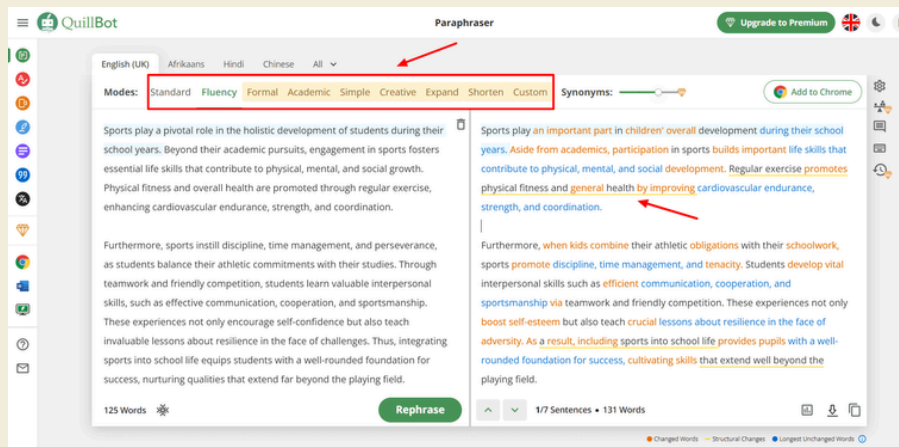 QuillBot
Paraphraser
Upgrade to Premium
English (UK) Afrikaans Hindi Chinese All
Modes: Standard Fluency Formal Academic Simple Creative Expand Shorten Custom Synonyms:
Add to Chrome
Sports play a pivotal role in the holistic development of students during their
school years. Beyond their academic pursuits, engagement in sports fosters
essential life skills that contribute to physical, mental, and social growth.
Physical fitness and overall health are promoted through regular exercise,
enhancing cardiovascular endurance, strength, and coordination.
Furthermore, sports instill discipline, time management, and perseverance,
as students balance their athletic commitments with their studies. Through
teamwork and friendly competition, students learn valuable interpersonal
skills, such as effective communication, cooperation, and sportsmanship.
These experiences not only encourage self-confidence but also teach
invaluable lessons about resilience in the face of challenges. Thus, integrating
sports into school life equips students with a well-rounded foundation for
success, nurturing qualities that extend far beyond the playing field.
125 Words
Rephrase
Sports play an important part in children' overall development during their school
years. Aside from academics, participation in sports builds important life skills that
contribute to physical, mental, and social development. Regular exercise promotes
physical fitness and general health by improving cardiovascular endurance,
strength, and coordination.
Furthermore, when kids combine their athletic obligations with their schoolwork,
sports promote discipline, time management, and tenacity. Students develop vital
interpersonal skills such as efficient communication, cooperation, and
sportsmanship via teamwork and friendly competition. These experiences not only
boost self-esteem but also teach crucial lessons about resilience in the face of
adversity. As a result, including sports into school life provides pupils with a well-
rounded foundation for success, cultivating skills that extend well beyond the
playing field.
1/7 Sentences • 131 Words
Changed Words Structural Changes Longest Unchanged Words